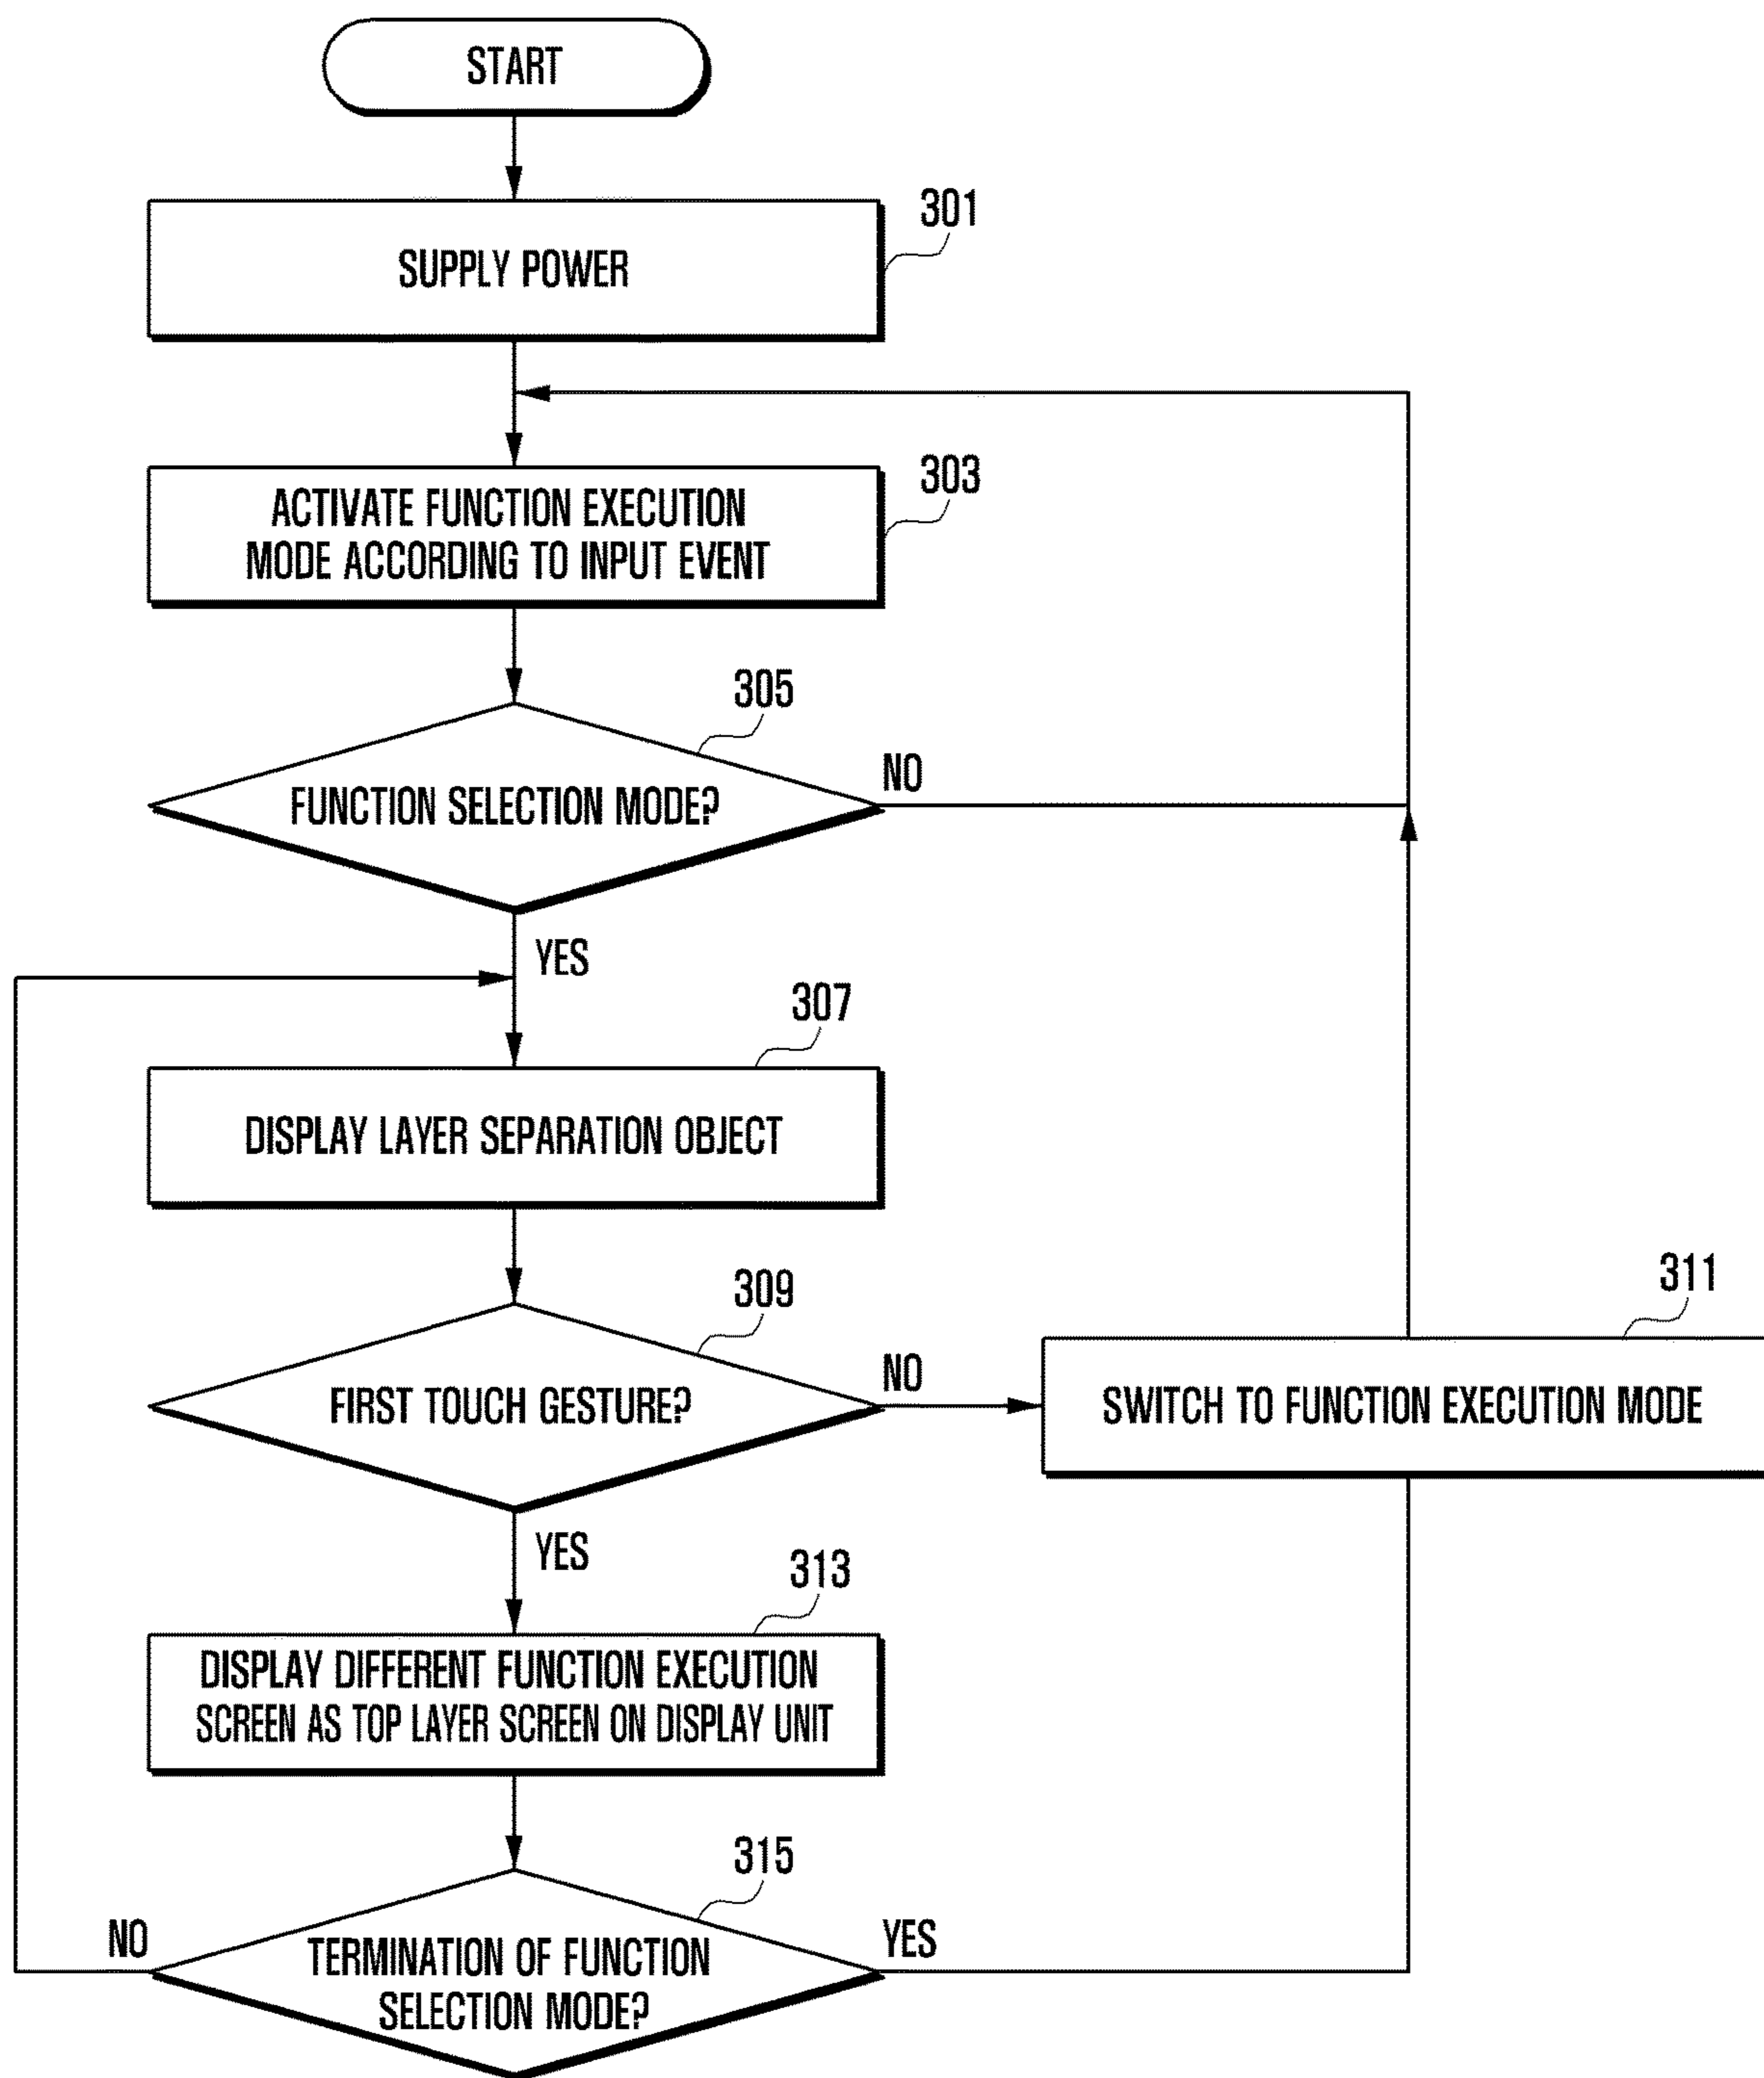 START
301
SUPPLY POWER
303
ACTIVATE FUNCTION EXECUTION
MODE ACCORDING TO INPUT EVENT
305
NO
FUNCTION SELECTION MODE?
YES
307
DISPLAY LAYER SEPARATION OBJECT
309
311
NO
FIRST TOUCH GESTURE?
SWITCH TO FUNCTION EXECUTION MODE
YES
313
DISPLAY DIFFERENT FUNCTION EXECUTION
SCREEN AS TOP LAYER SCREEN ON DISPLAY UNIT
315
NO
YES
TERMINATION OF FUNCTION
SELECTION MODE?